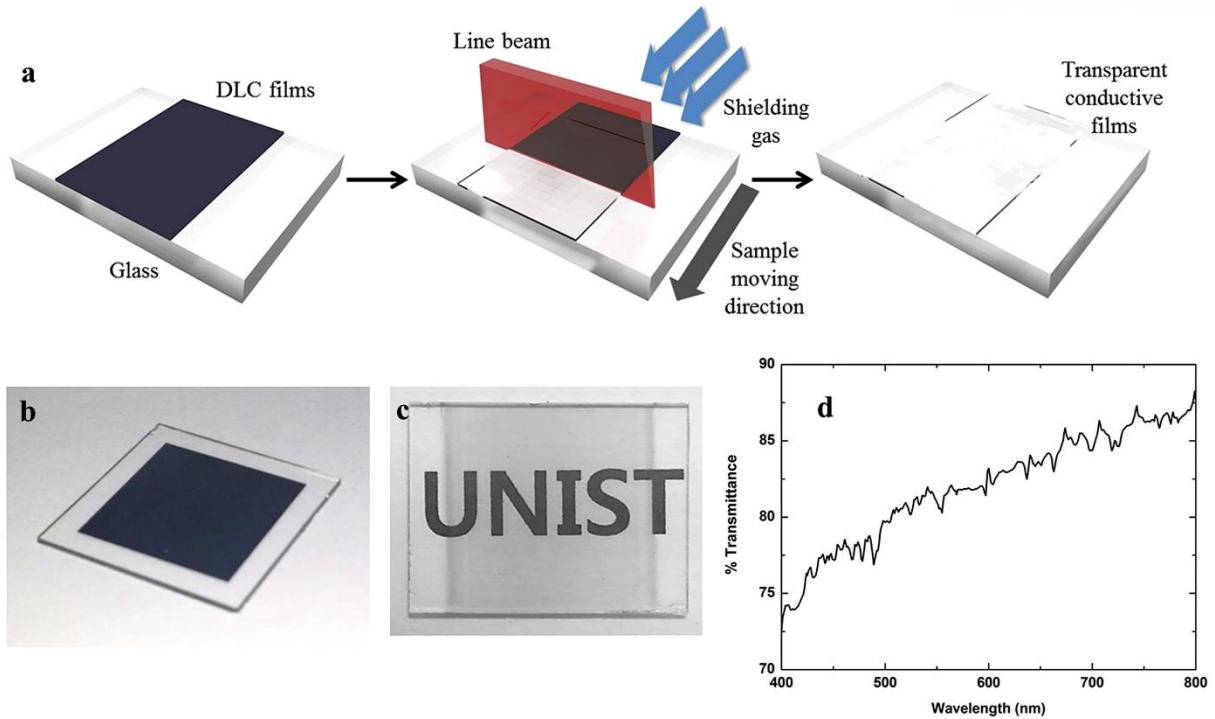 a
DLC films
Glass
Line beam
Shielding
gas
Sample
moving
direction
Transparent
conductive
films
b
c
UNIST
d
90
85
80
75
70
% Transmittance
400
500
600
700
800
Wavelength (nm)